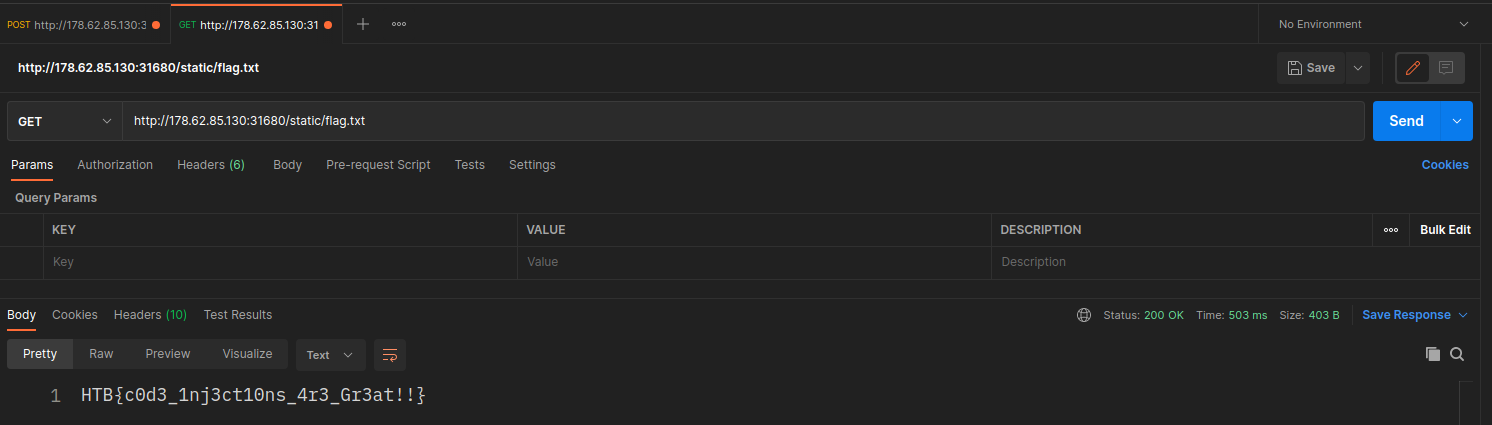 POST http://178.62.85.130:3 GET http://178.62.85.130:31 No Environment
http://178.62.85.130:31680/static/flag.txt Save
GET http://178.62.85.130:31680/static/flag.txt Send
Params Authorization Headers (6) Body Pre-request Script Tests Settings Cookies
Query Params
KEY VALUE DESCRIPTION Bulk Edit
Key Value Description
Body Cookies Headers (10) Test Results Status: 200 OK Time: 503 ms Size: 403 B Save Response
Pretty Raw Preview Visualize Text
1 HTB{c0d3_1nj3ct10ns_4r3_Gr3at!!}